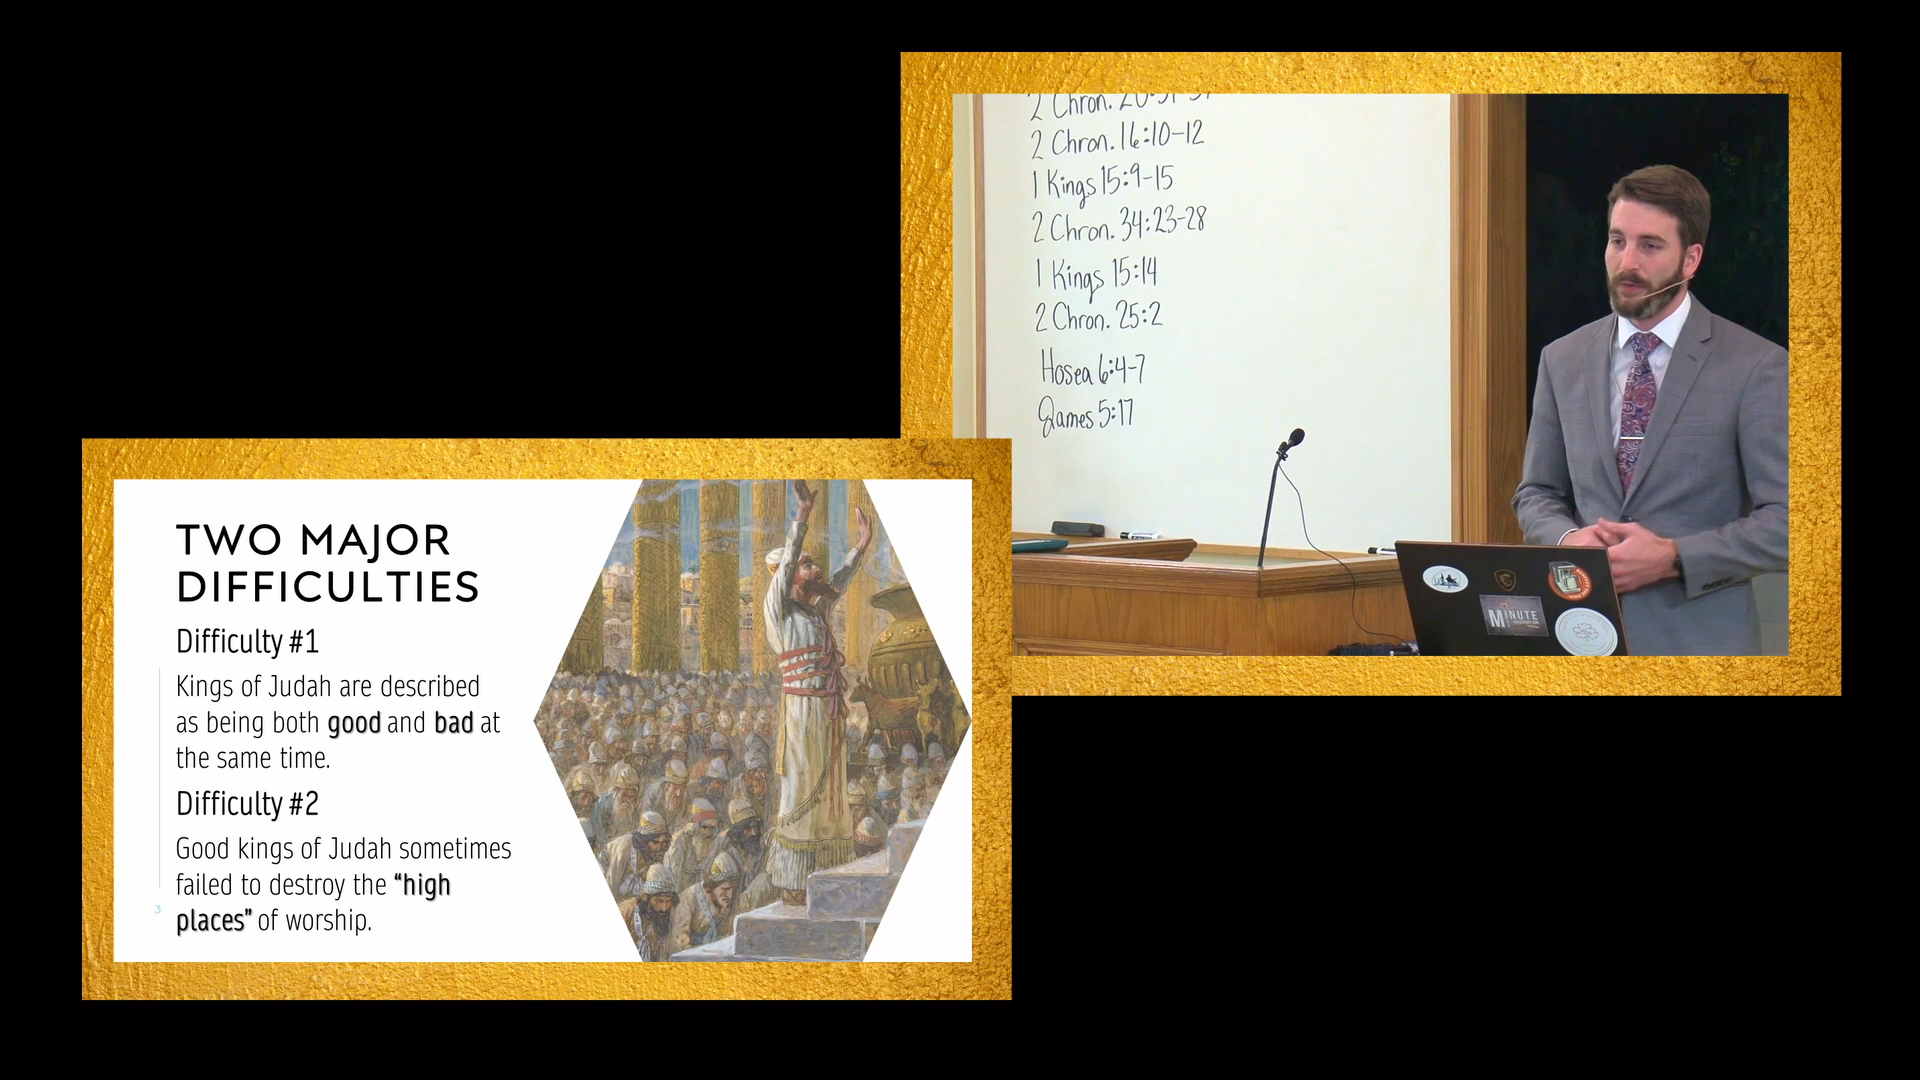 2 Chron. 20:31-37
2 Chron. 16:10-12
1 Kings 15:9-15
2 Chron. 34:23-28
1 Kings 15:14
2 Chron. 25:2
Hosea 6:4-7
James 5:17
MINUTE
TWO MAJOR
DIFFICULTIES
Difficulty #1
Kings of Judah are described
as being both good and bad at
the same time.
Difficulty #2
Good kings of Judah sometimes
failed to destroy the “high
places” of worship.
3